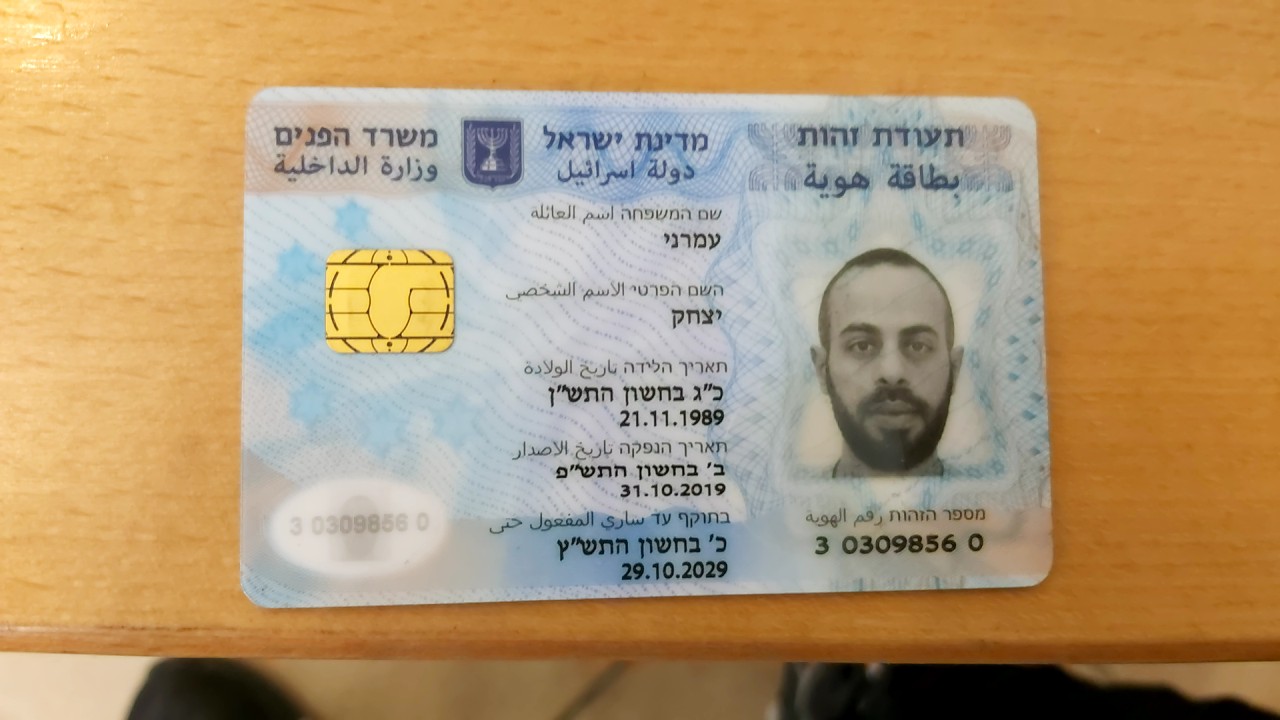 תעודת זהות
بطاقة هوية
מדינת ישראל
دولة اسرائيل
משרד הפנים
وزارة الداخلية
שם המשפחה اسم العائلة
עמרני
השם הפרטי الاسم الشخصي
יצחק
תאריך הלידה تاريخ الولادة
כ"ג בחשון התש"ן
21.11.1989
תאריך הנפקה تاريخ الاصدار
ב' בחשון התש"פ
31.10.2019
בתוקף עד ساري المفعول حتى
כ' בחשון התש"ץ
29.10.2029
מספר הזהות رقم الهوية
3 0309856 0
3 0309856 0